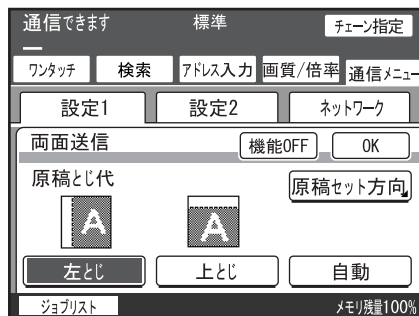 通信できます 標準 チェーン指定
ワンタッチ 検索 アドレス入力 画質/倍率 通信メニュー
設定1 設定2 ネットワーク
両面送信 機能OFF OK
原稿とじ代 原稿セット方向
A A
左とじ 上とじ 自動
ジョブリスト メモリ残量100%